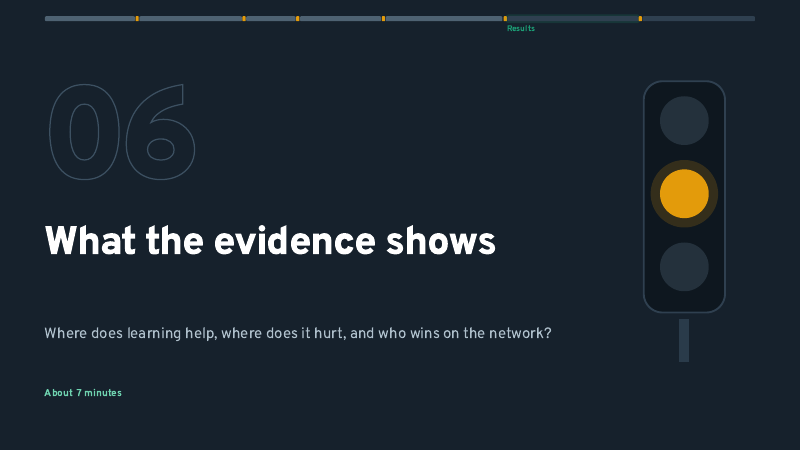 Results
06
What the evidence shows
Where does learning help, where does it hurt, and who wins on the network?
About 7 minutes